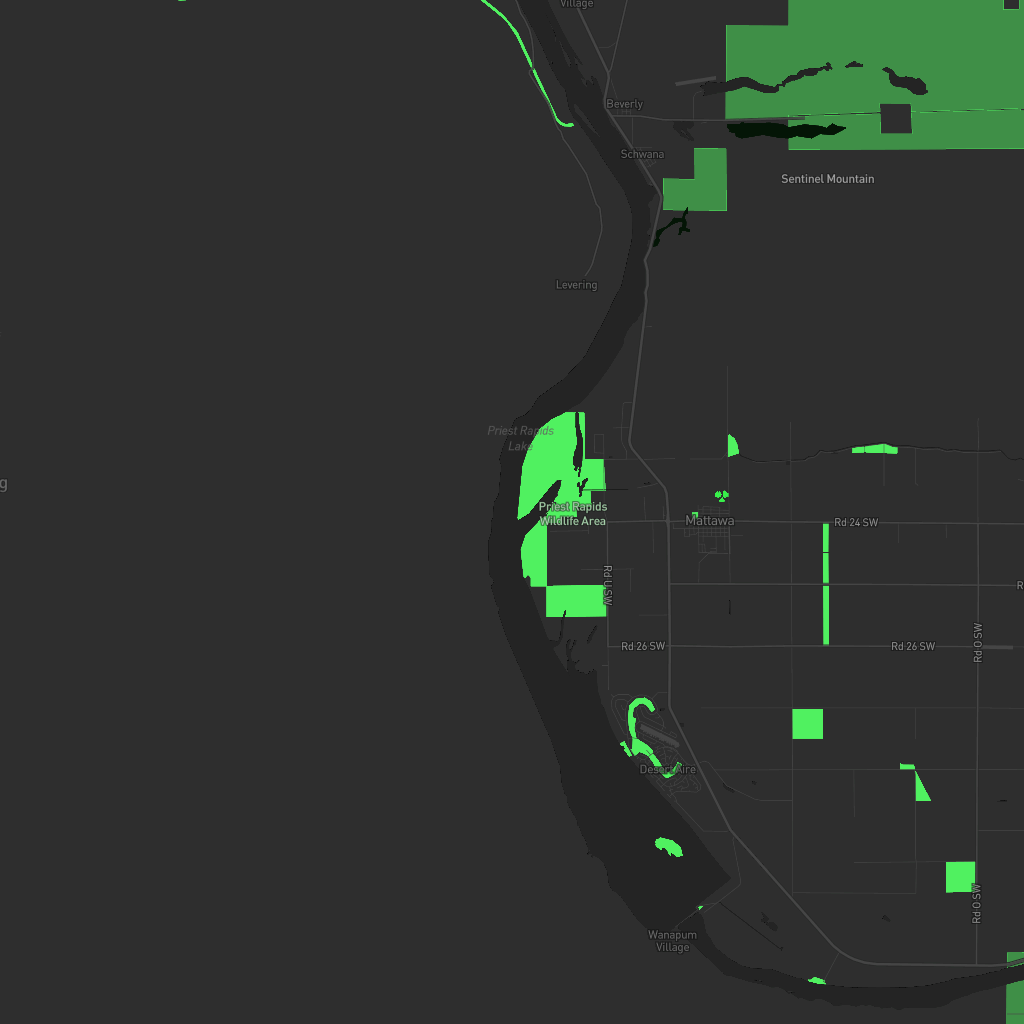 Village
Beverly
Schwana
Sentinel Mountain
Levering
Priest Rapids
Lake
g
Priest Rapids
Wildlife Area
Mattawa
Rd 24 SW
Rd U SW
R
Rd 26 SW
Rd 26 SW
Rd O SW
Desert Aire
Rd O SW
Wanapum
Village